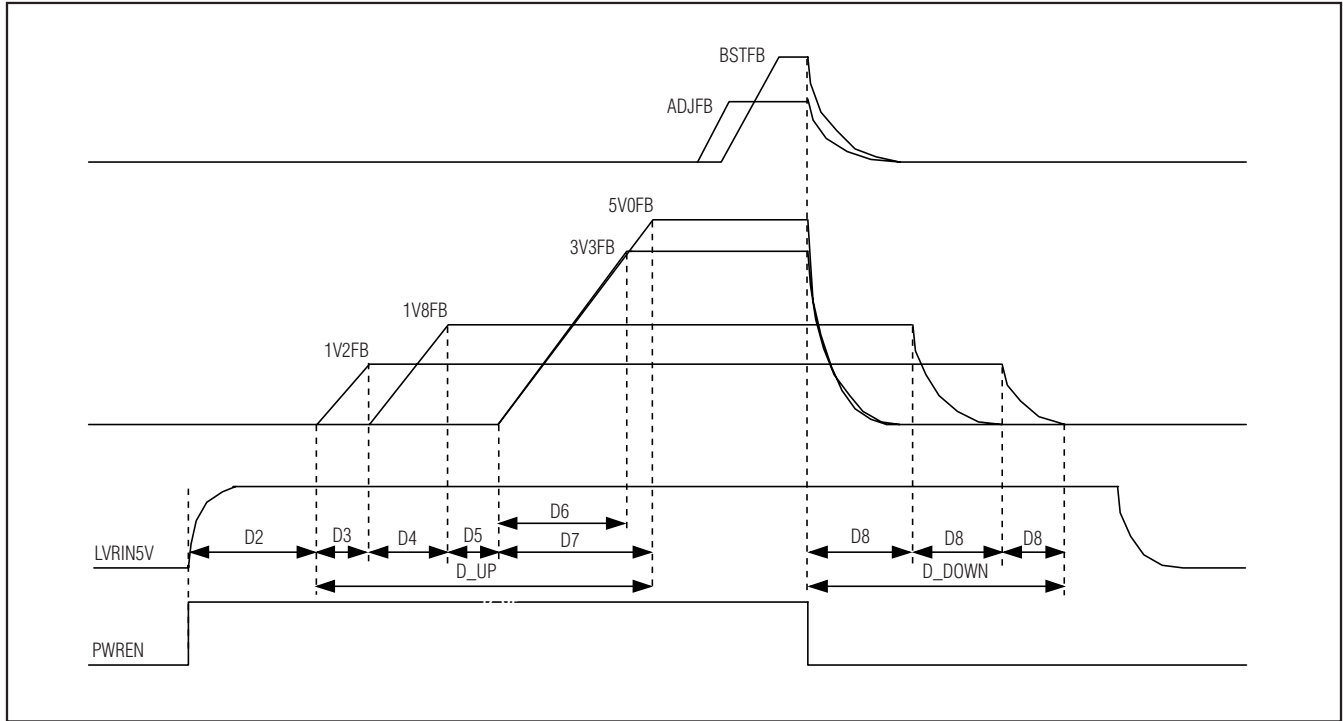 BSTFB
ADJFB
5V0FB
3V3FB
1V8FB
1V2FB
D6
D2 D3 D4 D5 D7 D8 D8 D8
LVRIN5V
D_UP D_DOWN
PWREN